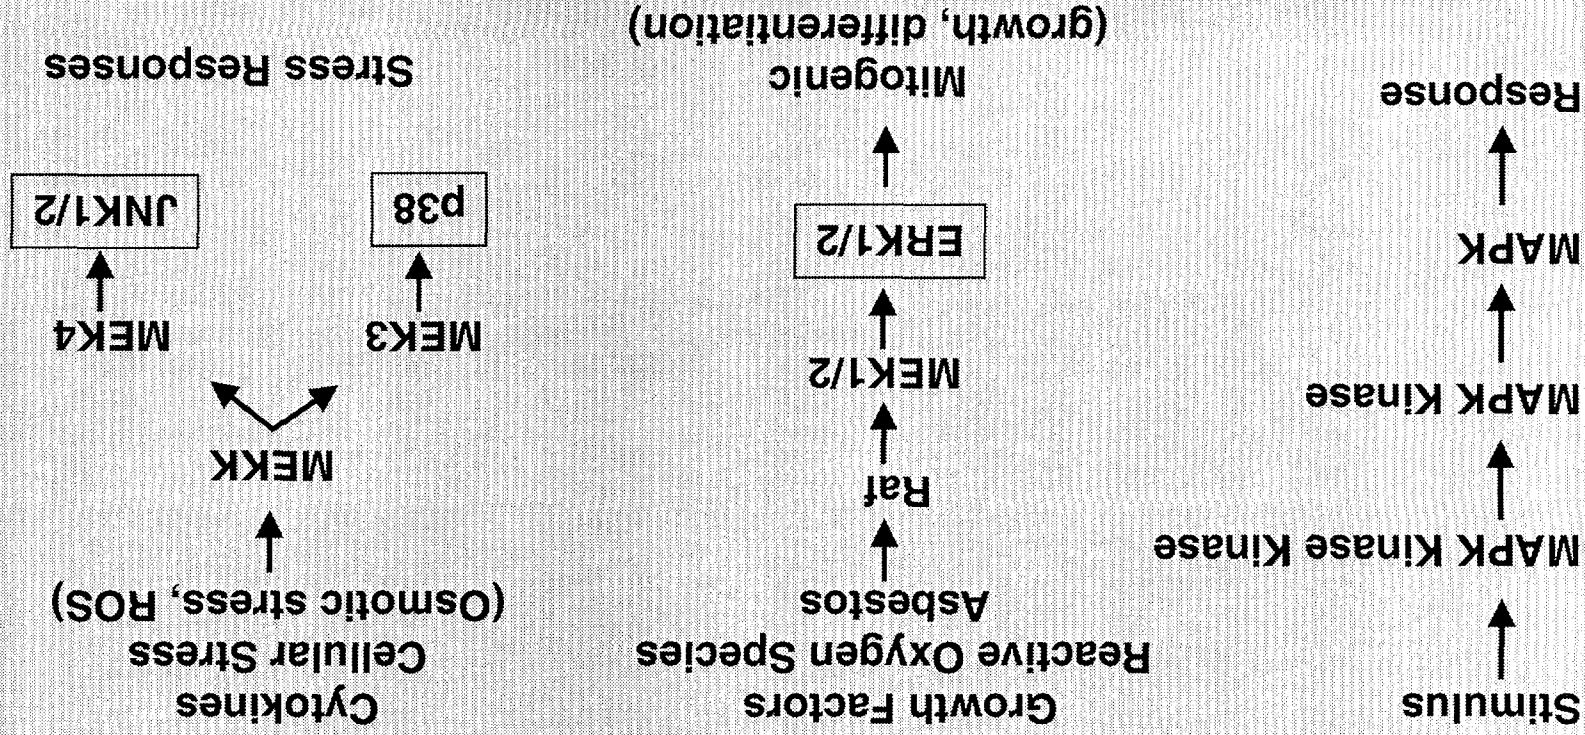 Stimulus
MAPK Kinase Kinase
MAPK Kinase
MAPK
Response
Growth Factors
Reactive Oxygen Species
Asbestos
Raf
MEK1/2
ERK1/2
Mitogenic
(growth, differentiation)
Cytokines
Cellular Stress
(Osmotic stress, ROS)
MEKK
MEK3
MEK4
p38
JNK1/2
Stress Responses